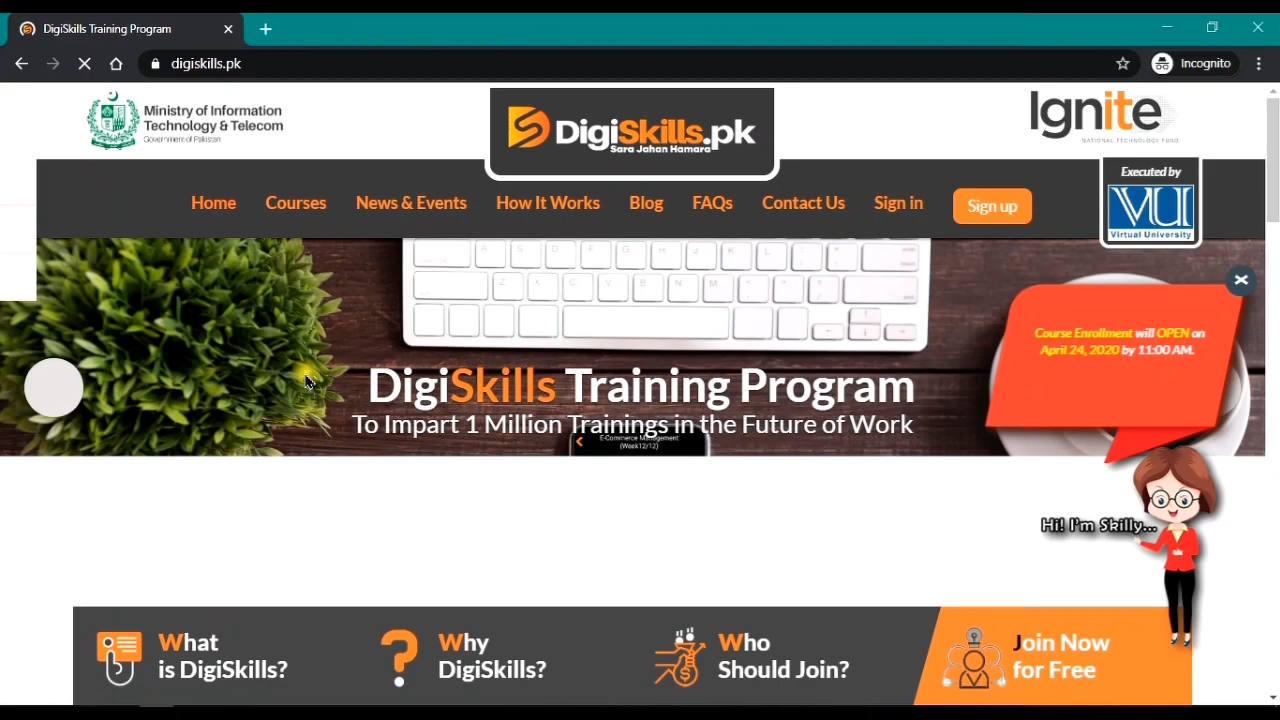 DigiSkills Training Program
digiskills.pk
Incognito
Ministry of Information
Technology & Telecom
Government of Pakistan
DigiSkills.pk
Sara Jahan Hamara
Ignite
NATIONAL TECHNOLOGY FUND
Executed by
VU
Virtual University
Home
Courses
News & Events
How It Works
Blog
FAQs
Contact Us
Sign in
Sign up
Course Enrollment will OPEN on
April 24, 2020 by 11:00 AM.
DigiSkills Training Program
To Impart 1 Million Trainings in the Future of Work
E-Commerce Management
(Week12/12)
Hi! I'm Skilly...
What
is DigiSkills?
Why
DigiSkills?
Who
Should Join?
Join Now
for Free